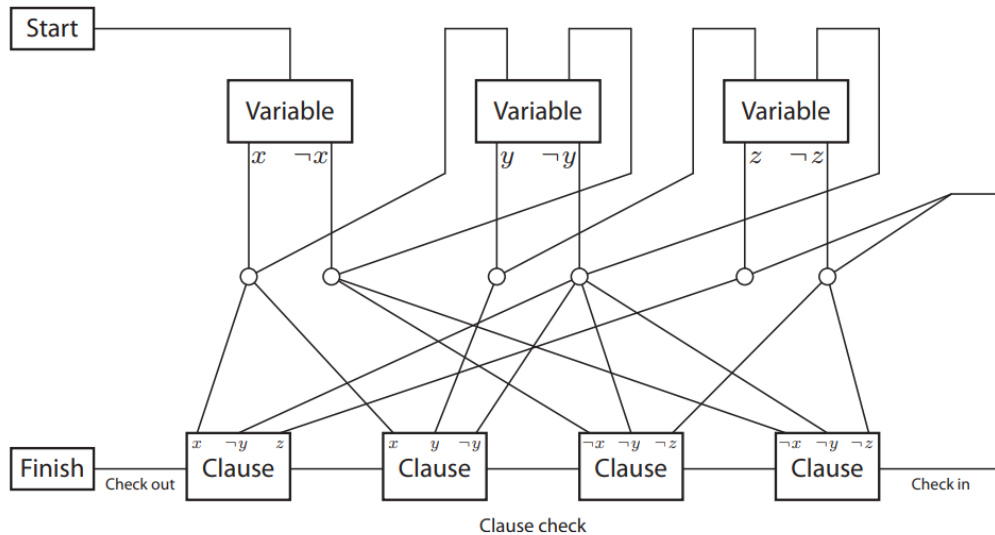 Start
Variable Variable Variable
x ¬x y ¬y z ¬z
x ¬y z x y ¬y ¬x ¬y ¬z ¬x ¬y ¬z
Finish Clause Clause Clause Clause
Check out Check in
Clause check